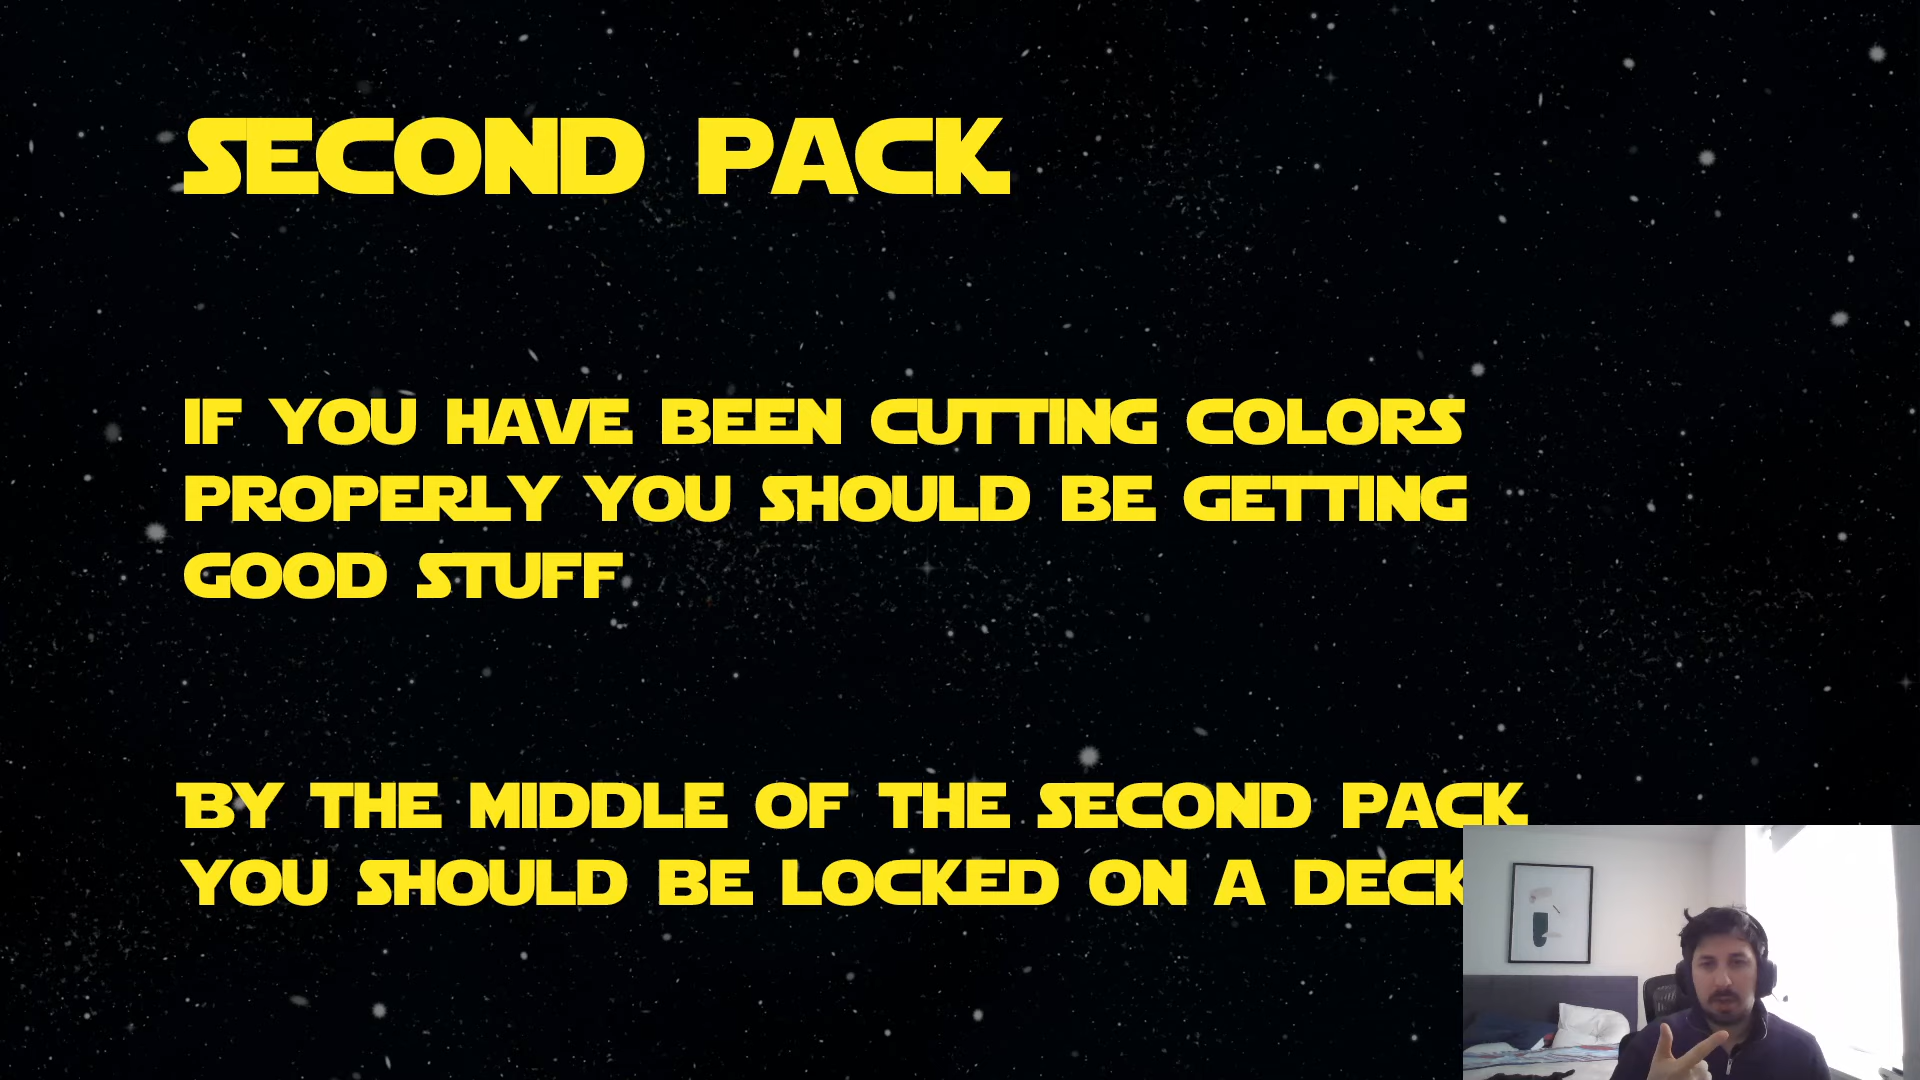 SECOND PACK
IF YOU HAVE BEEN CUTTING COLORS
PROPERLY YOU SHOULD BE GETTING
GOOD STUFF
BY THE MIDDLE OF THE SECOND PACK
YOU SHOULD BE LOCKED ON A DECK